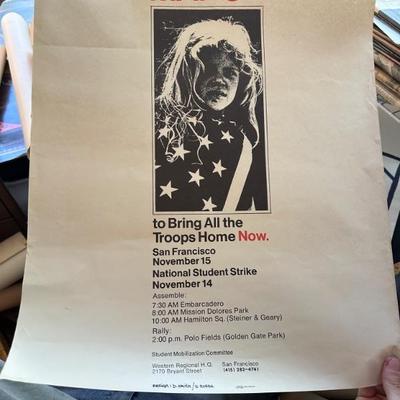 to Bring All the
Troops Home Now.
San Francisco
November 15
National Student Strike
November 14
Assemble:
7:30 AM Embarcadero
8:00 AM Mission Dolores Park
10:00 AM Hamilton Sq. (Steiner & Geary)
Rally:
2:00 p.m. Polo Fields (Golden Gate Park)
Student Mobilization Committee
Western Regional H.Q. San Francisco
2170 Bryant Street (415) 282-4761